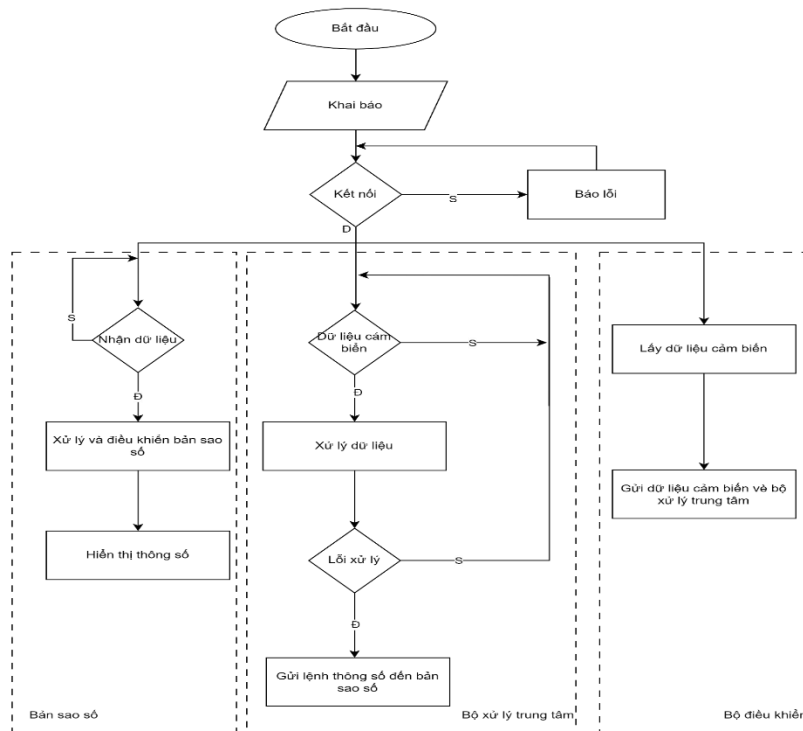 Bắt đầu
Khai báo
Kết nối
S
Báo lỗi
D
S
Nhận dữ liệu
Đ
Xử lý và điều khiển bản sao
số
Hiển thị thông số
Bản sao số
Dữ liệu cảm
biến
S
Đ
Xử lý dữ liệu
Lỗi xử lý
S
Đ
Gửi lệnh thông số đến bản
sao số
Bộ xử lý trung tâm
Lấy dữ liệu cảm biến
Gửi dữ liệu cảm biến về bộ
xử lý trung tâm
Bộ điều khiển